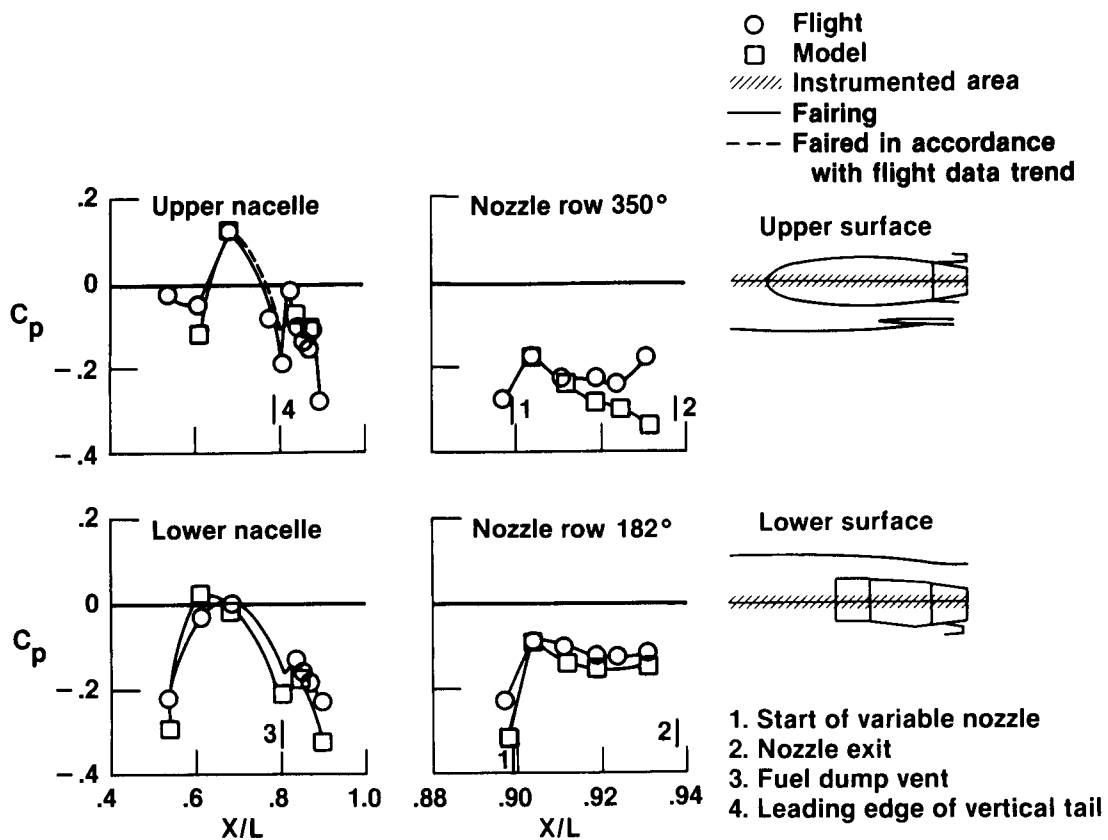 Flight
Model
Instrumented area
Fairing
Faired in accordance
with flight data trend
.2
0
-.2
-.4
Cp
Upper nacelle
4
Nozzle row 350°
1
2
Upper surface
.2
0
-.2
-.4
Cp
Lower nacelle
3
.4
.6
.8
1.0
X/L
Nozzle row 182°
1
2
.88
.90
.92
.94
X/L
Lower surface
1. Start of variable nozzle
2. Nozzle exit
3. Fuel dump vent
4. Leading edge of vertical tail